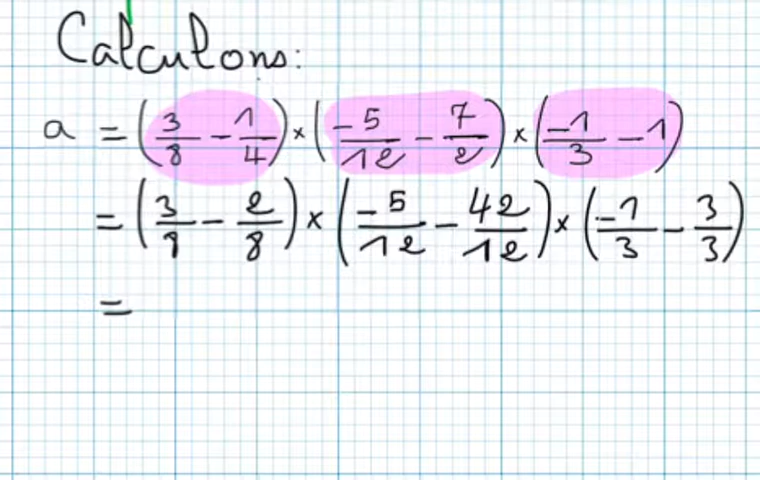 Calculons:
a = (3/8 - 1/4) × (-5/12 - 7/2) × (-1/3 - 1)
= (3/8 - 2/8) × (-5/12 - 42/12) × (-1/3 - 3/3)
=